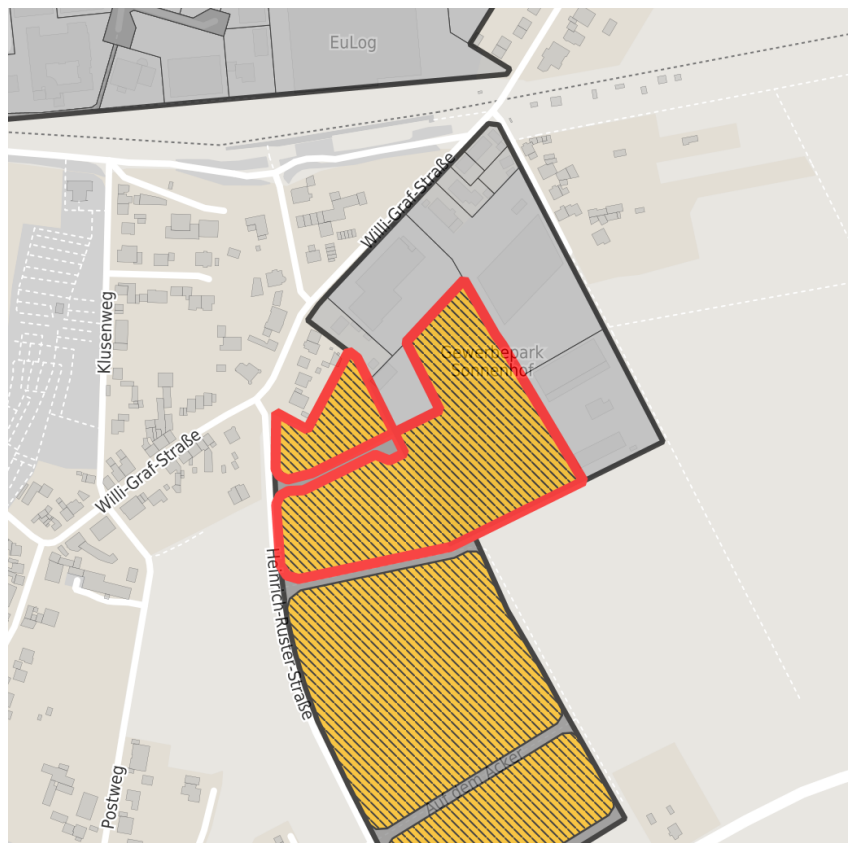 EuLog
Willi-Graf-Straße
Klusenweg
Gewerbepark
Sonnenhof
Willi-Graf-Straße
Heinrich-Ruster-Straße
Auf dem Acker
Postweg